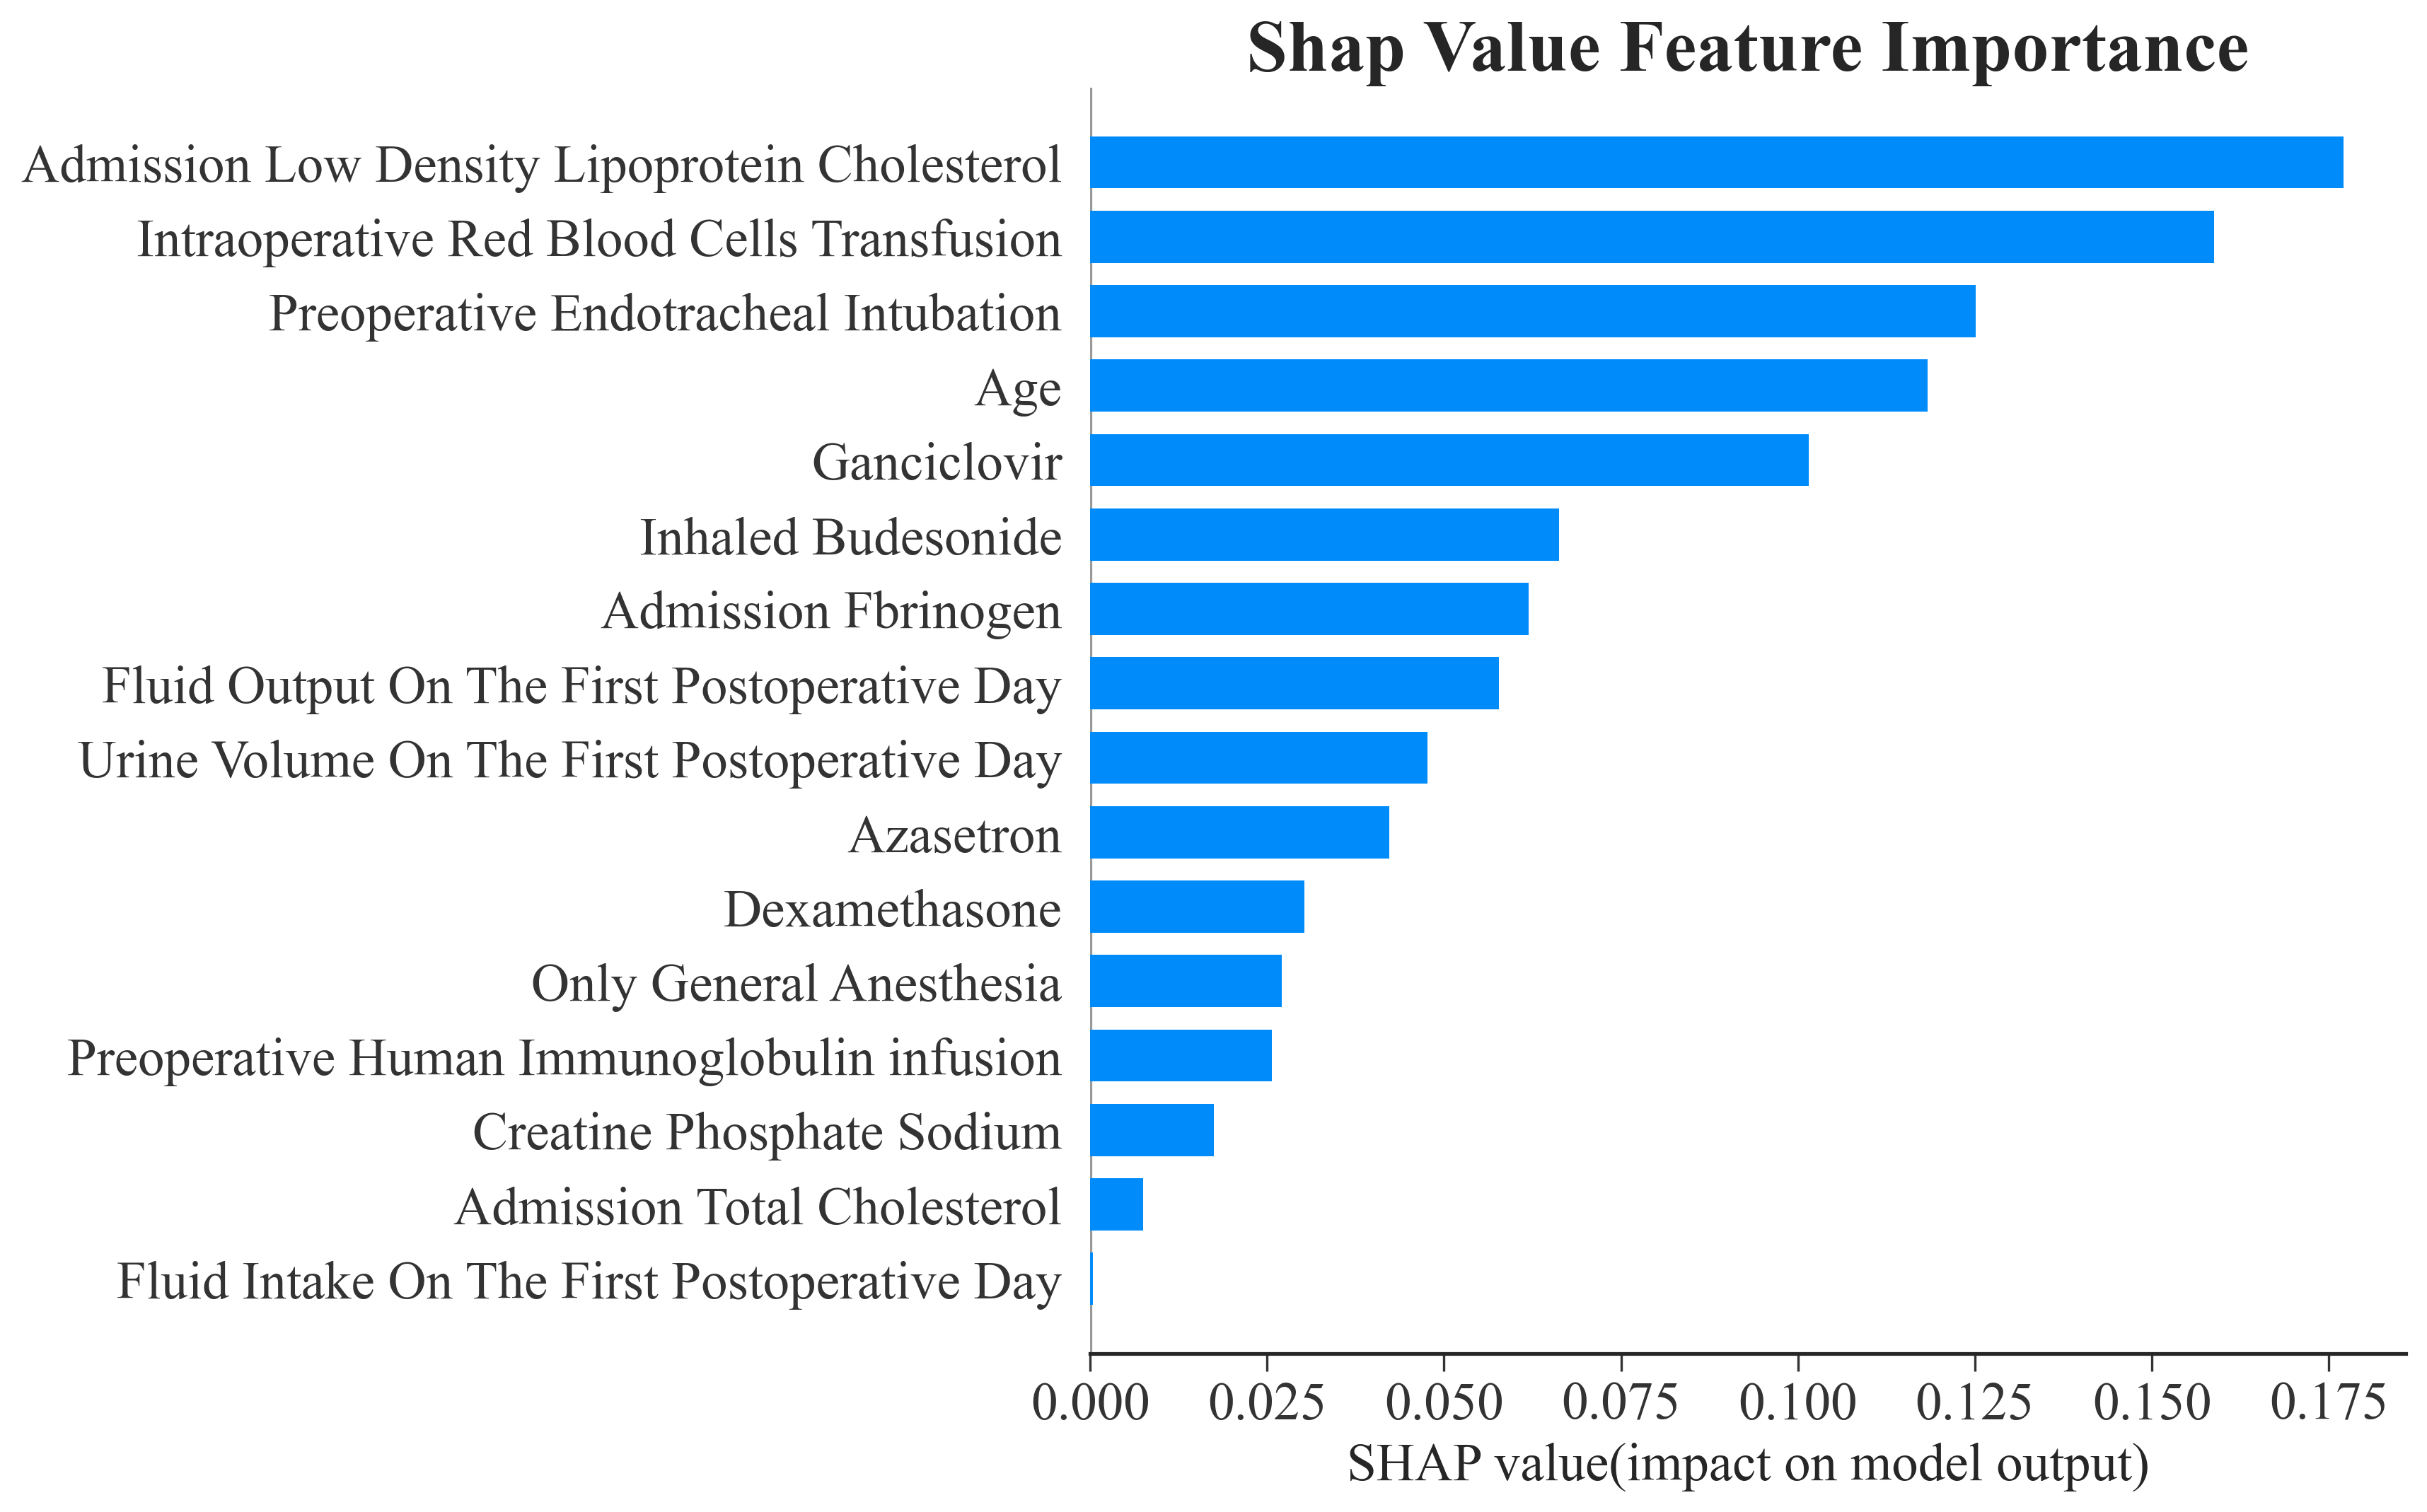 Shap Value Feature Importance
Admission Low Density Lipoprotein Cholesterol
Intraoperative Red Blood Cells Transfusion
Preoperative Endotracheal Intubation
Age
Ganciclovir
Inhaled Budesonide
Admission Fbrinogen
Fluid Output On The First Postoperative Day
Urine Volume On The First Postoperative Day
Azasetron
Dexamethasone
Only General Anesthesia
Preoperative Human Immunoglobulin infusion
Creatine Phosphate Sodium
Admission Total Cholesterol
Fluid Intake On The First Postoperative Day
0.000 0.025 0.050 0.075 0.100 0.125 0.150 0.175
SHAP value(impact on model output)